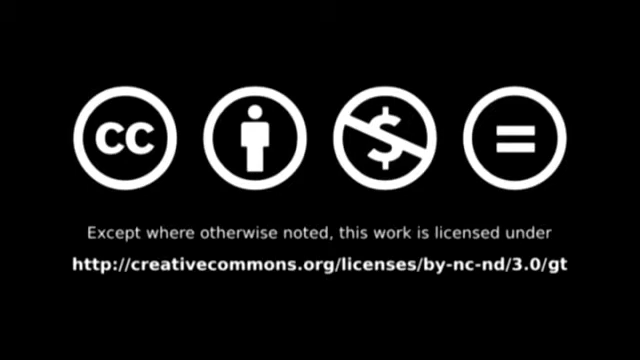 cc
Except where otherwise noted, this work is licensed under
http://creativecommons.org/licenses/by-nc-nd/3.0/gt